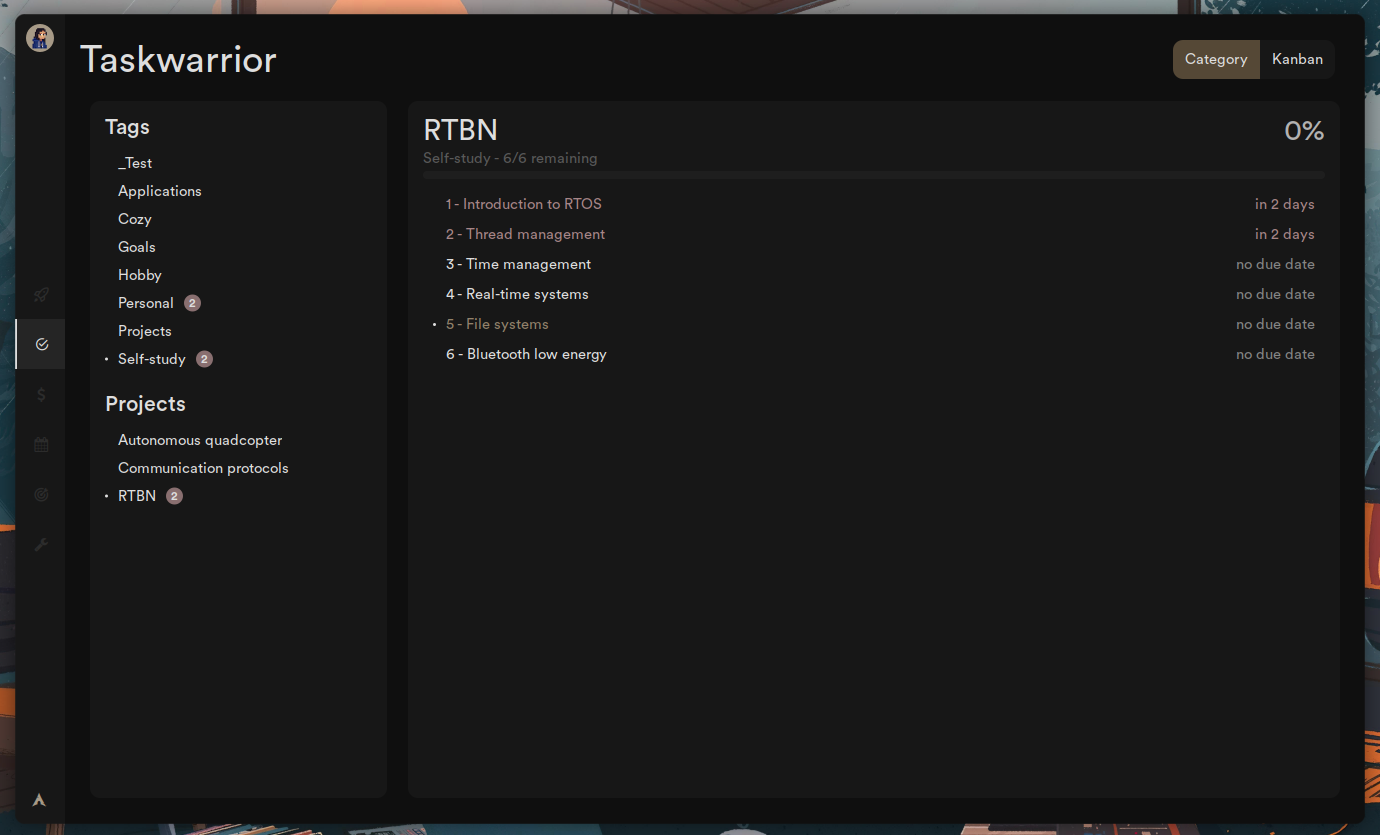 Taskwarrior
Category Kanban
Tags
_Test
Applications
Cozy
Goals
Hobby
Personal 2
Projects
• Self-study 2
Projects
Autonomous quadcopter
Communication protocols
• RTBN 2
RTBN 0%
Self-study - 6/6 remaining
1 - Introduction to RTOS in 2 days
2 - Thread management in 2 days
3 - Time management no due date
4 - Real-time systems no due date
• 5 - File systems no due date
6 - Bluetooth low energy no due date